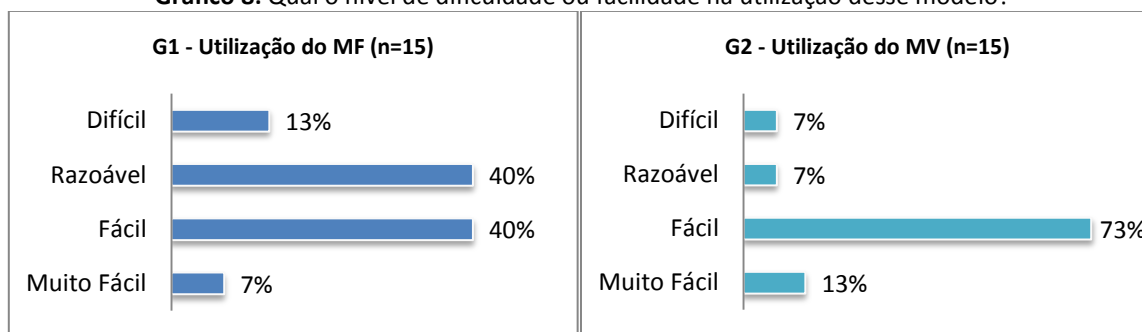 Gráfico 8. Qual o nível de dificuldade ou facilidade na utilização desse modelo?
G1 - Utilização do MF (n=15)
Difícil 13%
Razoável 40%
Fácil 40%
Muito Fácil 7%
G2 - Utilização do MV (n=15)
Difícil 7%
Razoável 7%
Fácil 73%
Muito Fácil 13%